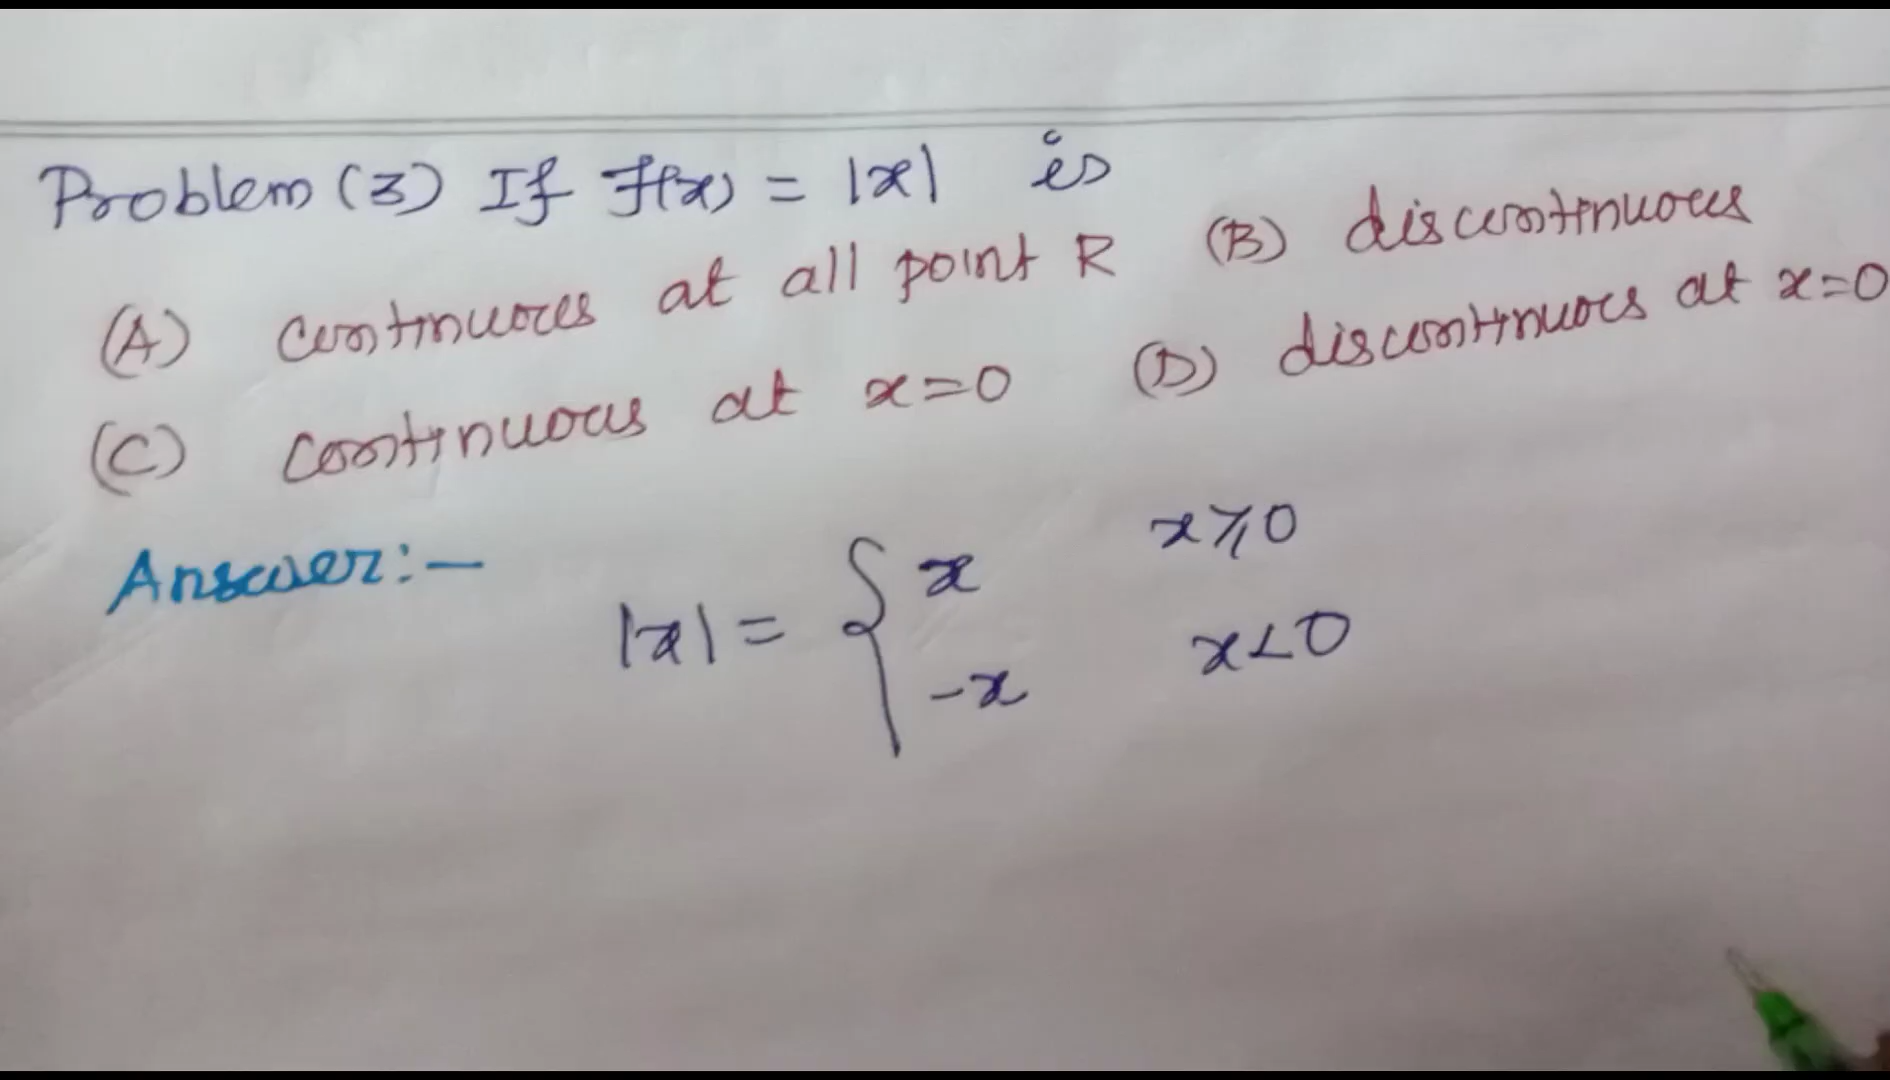 Problem (3) If f(x) = |x| is
(A) continuous at all point R (B) discontinuous
(C) continuous at x=0 (D) discontinuous at x=0
Answer:-
|x| = { x x⩾0
-x x<0